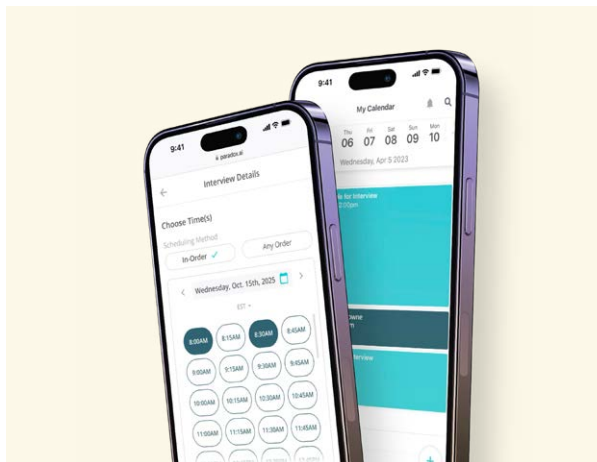 9:41
paradox.ai
Interview Details
Choose Time(s)
Scheduling Method
In-Order
Any Order
Wednesday, Oct. 15th, 2025
EST
8:00AM 8:15AM 8:30AM 8:45AM
9:00AM 9:15AM 9:30AM 9:45AM
10:00AM 10:15AM 10:30AM 10:45AM
11:00AM 11:15AM 11:30AM 11:45AM
9:41
My Calendar
Thu Fri Sat Sun Mon
06 07 08 09 10
Wednesday, Apr 5 2023
for Interview
2:00pm